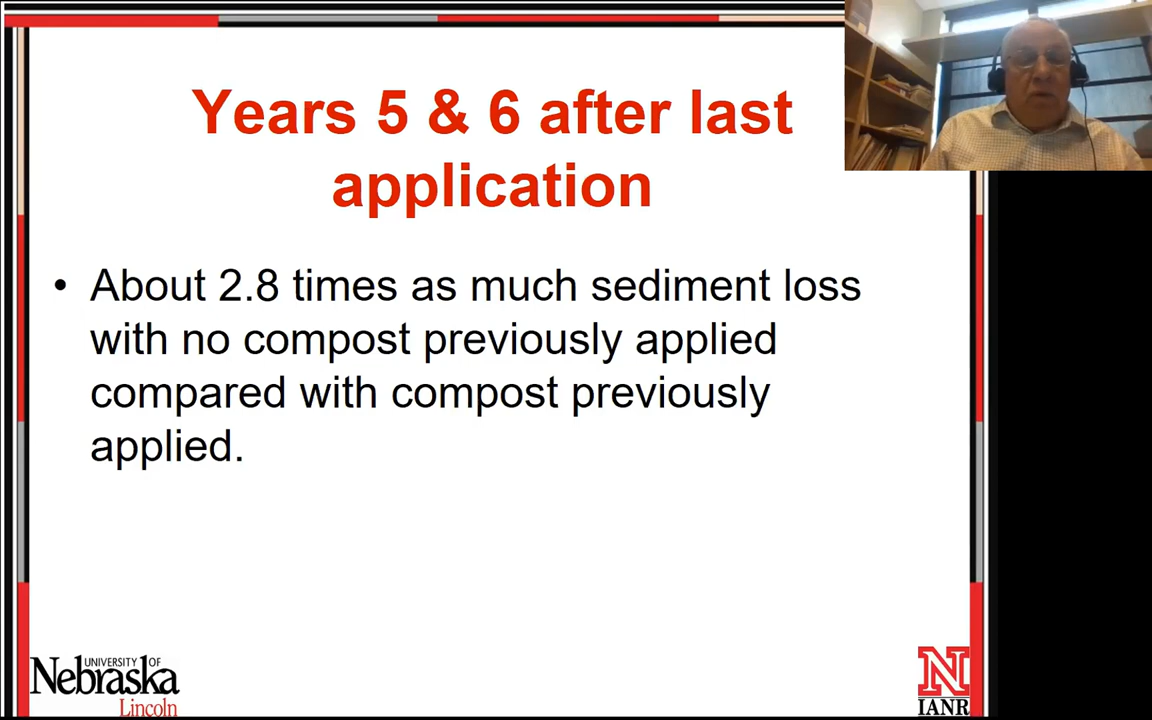 Years 5 & 6 after last
application
• About 2.8 times as much sediment loss
with no compost previously applied
compared with compost previously
applied.
UNIVERSITY OF
Nebraska
Lincoln
N
IANR